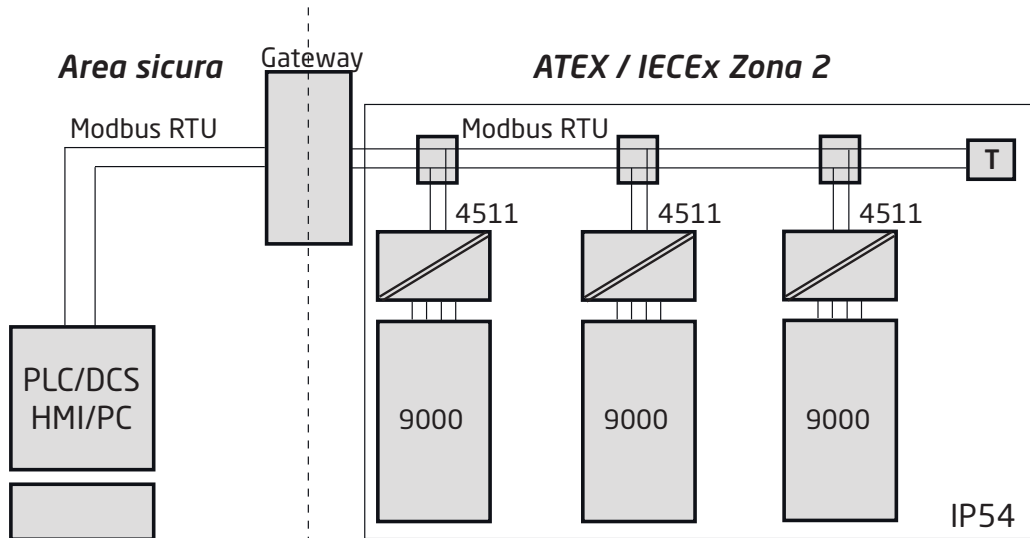 Area sicura
Gateway
ATEX / IECEx Zona 2
Modbus RTU
Modbus RTU
T
4511
4511
4511
PLC/DCS
HMI/PC
9000
9000
9000
IP54